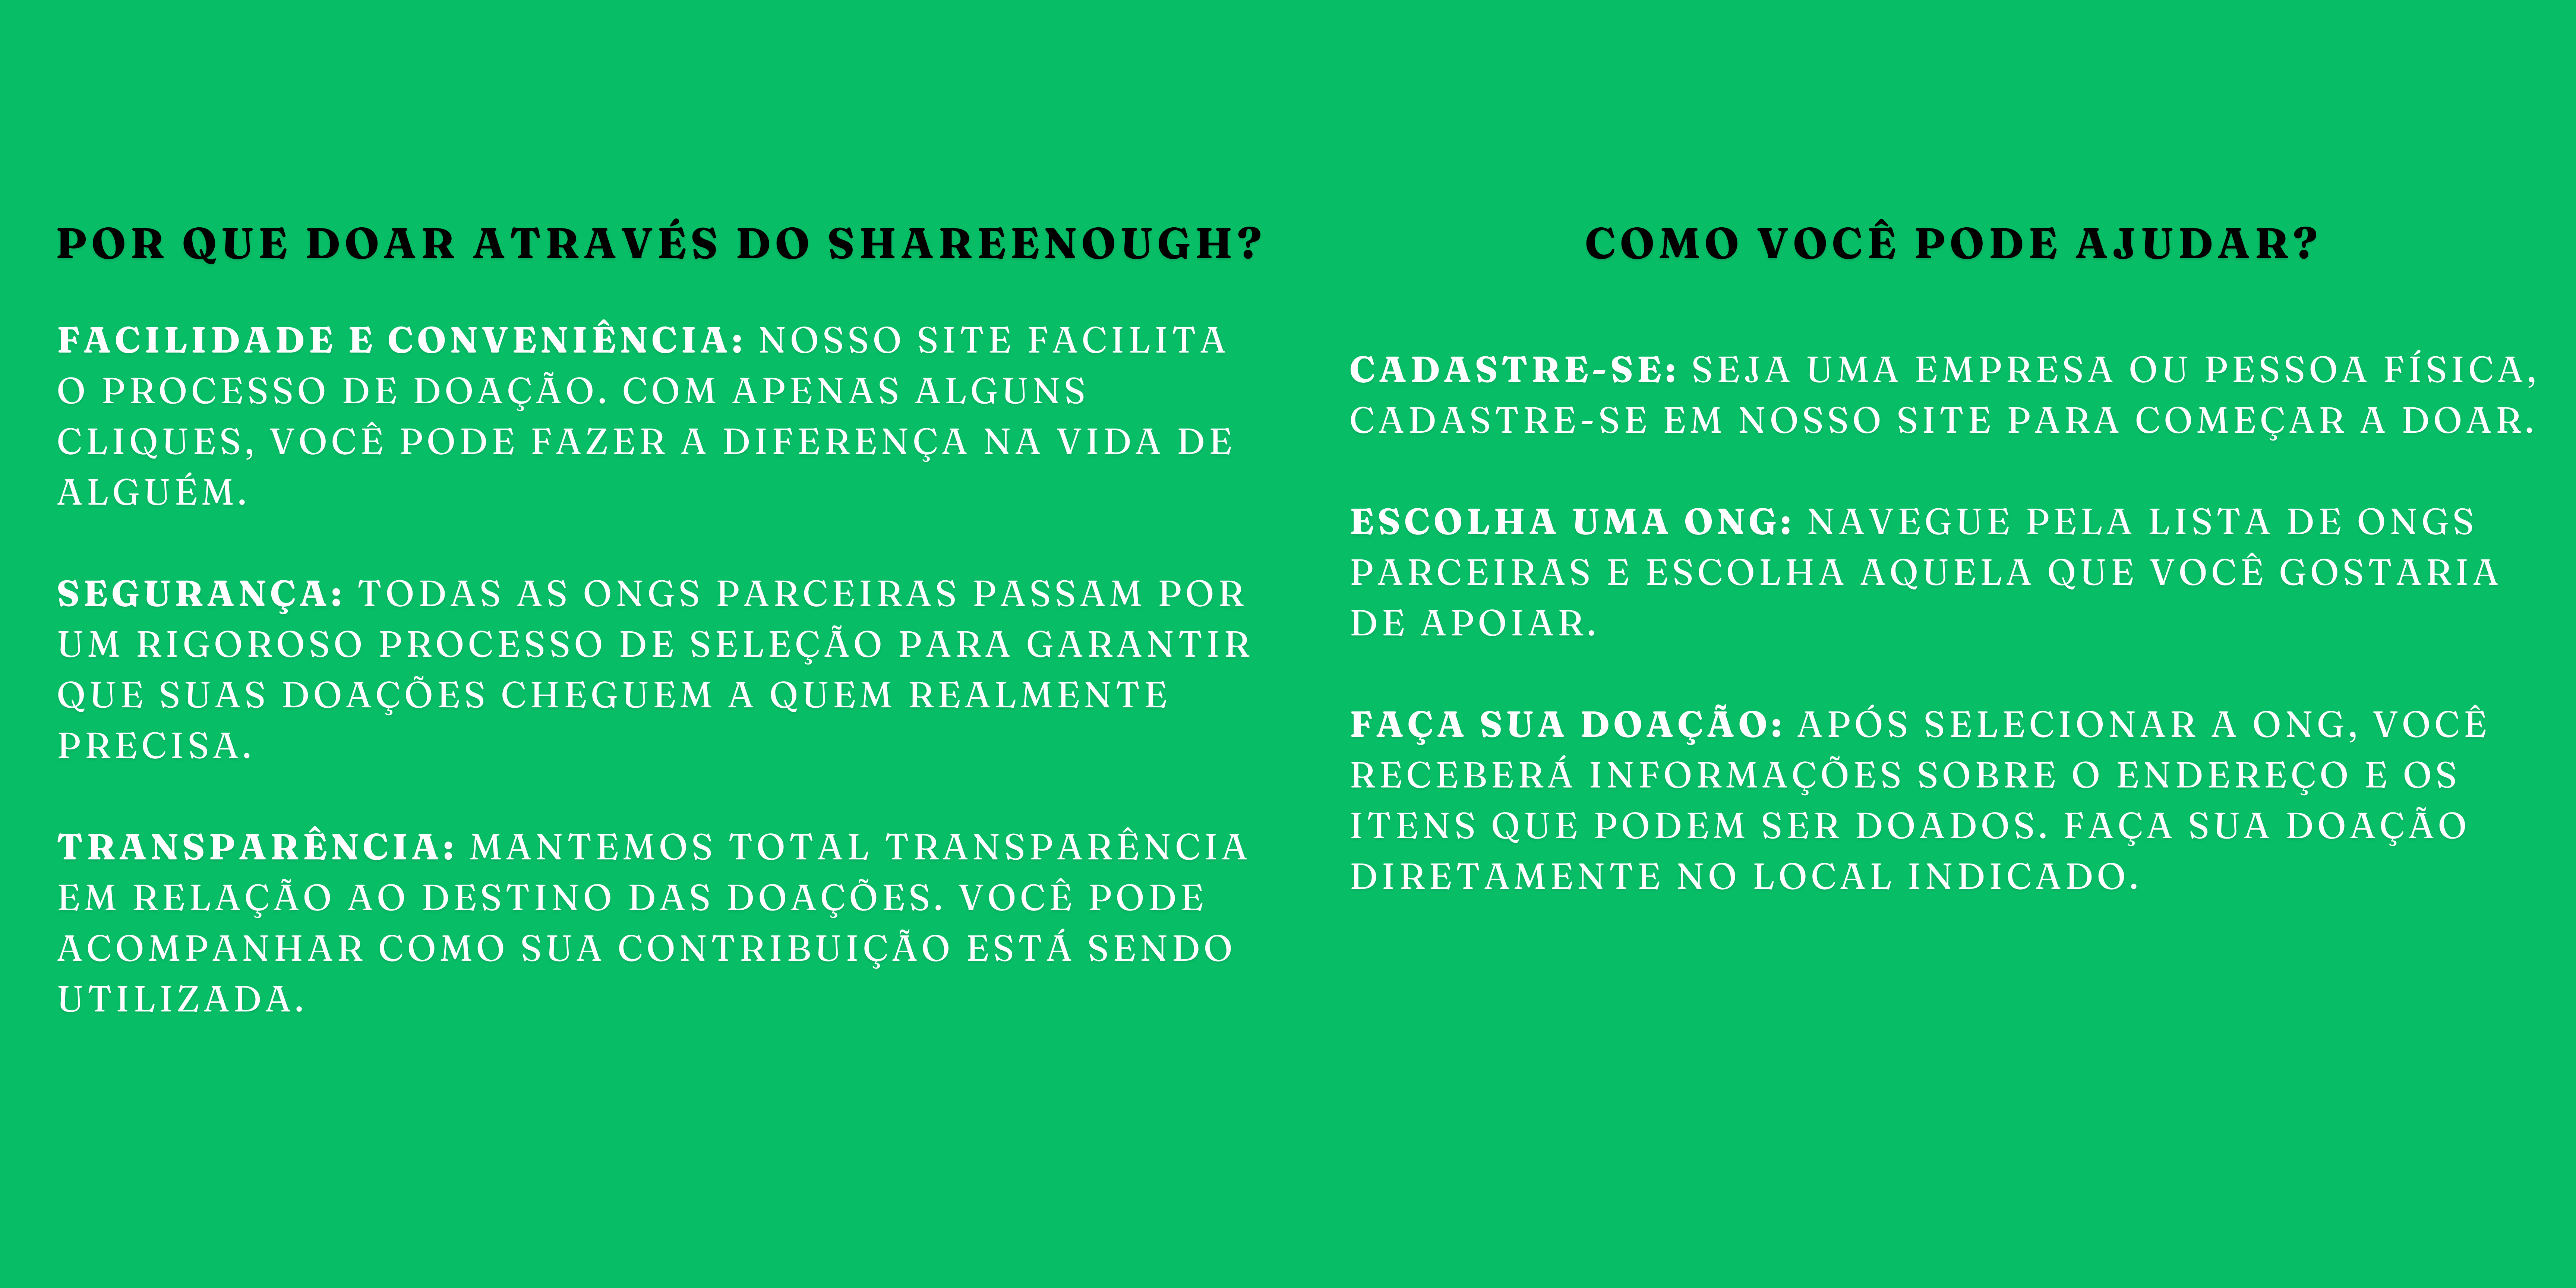 POR QUE DOAR ATRAVÉS DO SHAREENOUGH?
FACILIDADE E CONVENIÊNCIA: NOSSO SITE FACILITA
O PROCESSO DE DOAÇÃO. COM APENAS ALGUNS
CLIQUES, VOCÊ PODE FAZER A DIFERENÇA NA VIDA DE
ALGUÉM.
SEGURANÇA: TODAS AS ONGS PARCEIRAS PASSAM POR
UM RIGOROSO PROCESSO DE SELEÇÃO PARA GARANTIR
QUE SUAS DOAÇÕES CHEGUEM A QUEM REALMENTE
PRECISA.
TRANSPARÊNCIA: MANTEMOS TOTAL TRANSPARÊNCIA
EM RELAÇÃO AO DESTINO DAS DOAÇÕES. VOCÊ PODE
ACOMPANHAR COMO SUA CONTRIBUIÇÃO ESTÁ SENDO
UTILIZADA.
COMO VOCÊ PODE AJUDAR?
CADASTRE-SE: SEJA UMA EMPRESA OU PESSOA FÍSICA,
CADASTRE-SE EM NOSSO SITE PARA COMEÇAR A DOAR.
ESCOLHA UMA ONG: NAVEGUE PELA LISTA DE ONGS
PARCEIRAS E ESCOLHA AQUELA QUE VOCÊ GOSTARIA
DE APOIAR.
FAÇA SUA DOAÇÃO: APÓS SELECIONAR A ONG, VOCÊ
RECEBERÁ INFORMAÇÕES SOBRE O ENDEREÇO E OS
ITENS QUE PODEM SER DOADOS. FAÇA SUA DOAÇÃO
DIRETAMENTE NO LOCAL INDICADO.